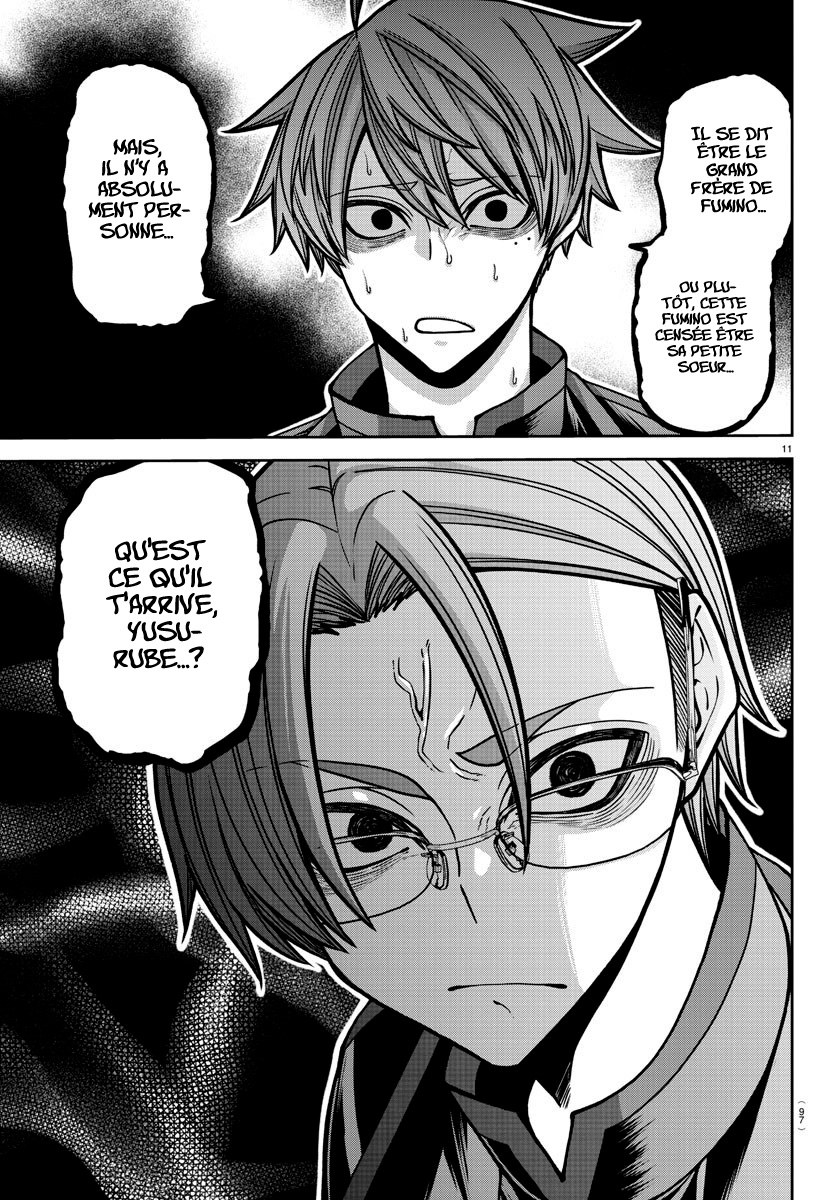 IL SE DIT
ÊTRE LE
GRAND
FRÈRE DE
FUMINO...
OU PLU-
TÔT, CETTE
FUMINO EST
CENSÉE ÊTRE
SA PETITE
SOEUR...
MAIS,
IL N'Y A
ABSOLU-
MENT PER-
SONNE...
11
QU'EST
CE QU'IL
T'ARRIVE,
YUSU-
RUBE...?
(97)